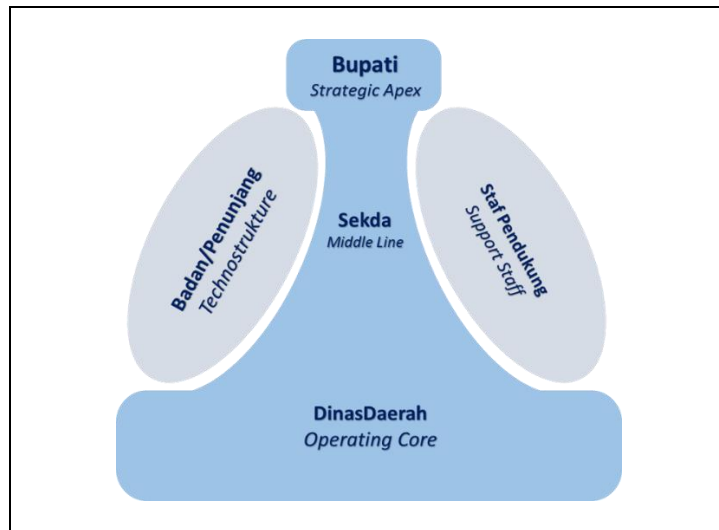 Bupati
Strategic Apex
Badan/Penunjang
Technostrukture
Sekda
Middle Line
Staf Pendukung
Support Staff
DinasDaerah
Operating Core